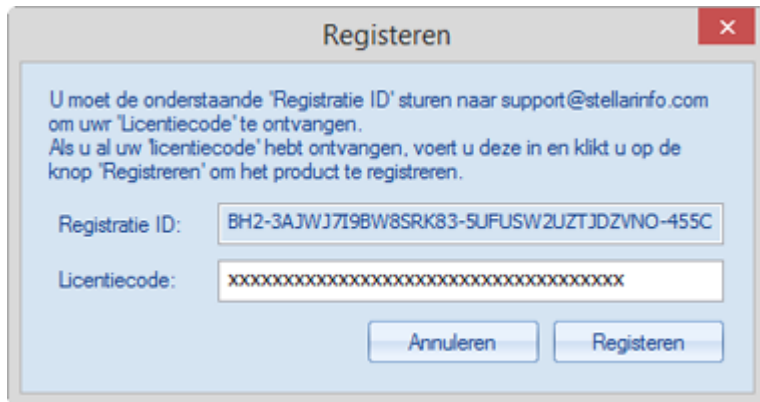 Registeren
U moet de onderstaande 'Registratie ID' sturen naar support@stellarinfo.com
om uwr 'Licentiecode' te ontvangen.
Als u al uw 'licentiecode' hebt ontvangen, voert u deze in en klikt u op de
knop 'Registreren' om het product te registreren.
Registratie ID: BH2-3AJWJ7I9BW8SRK83-5UFUSW2UZTJDZVNO-455C
Licentiecode: xxxxxxxxxxxxxxxxxxxxxxxxxxxxxxxxxxxx
Annuleren Registeren